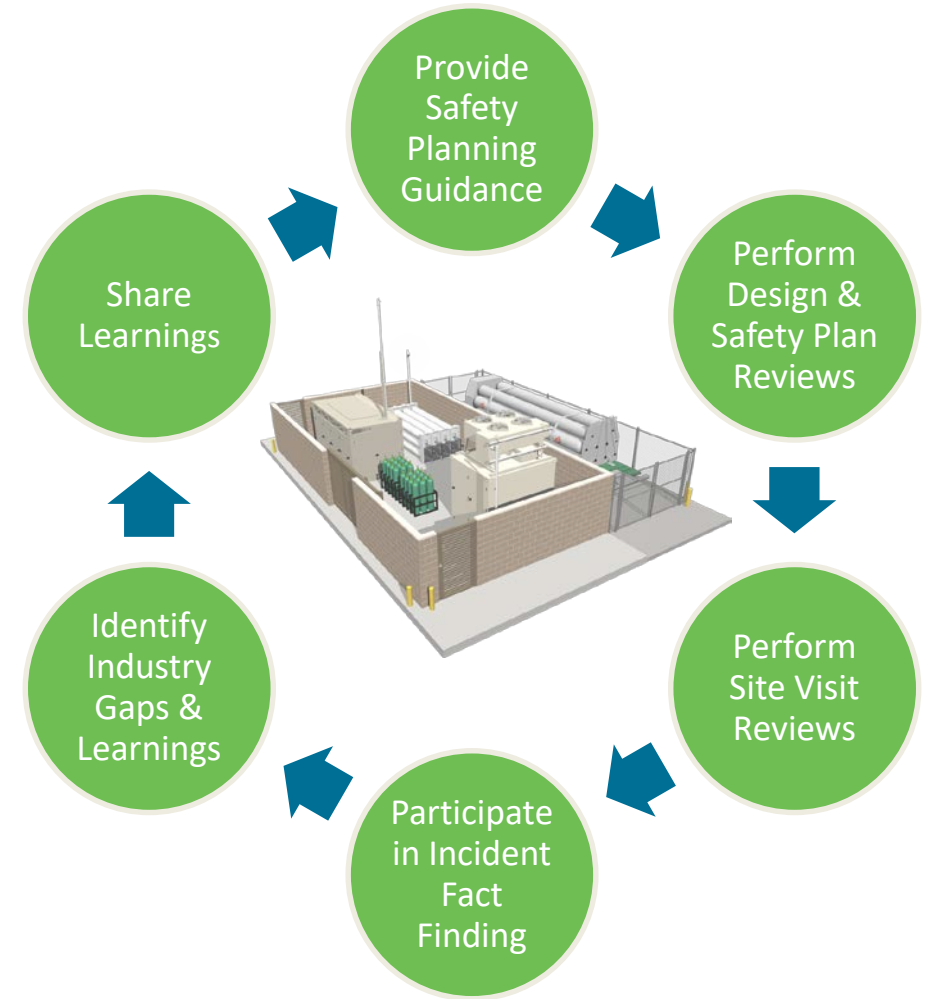 Provide
Safety
Planning
Guidance
Perform
Design &
Safety Plan
Reviews
Perform
Site Visit
Reviews
Participate
in Incident
Fact
Finding
Identify
Industry
Gaps &
Learnings
Share
Learnings